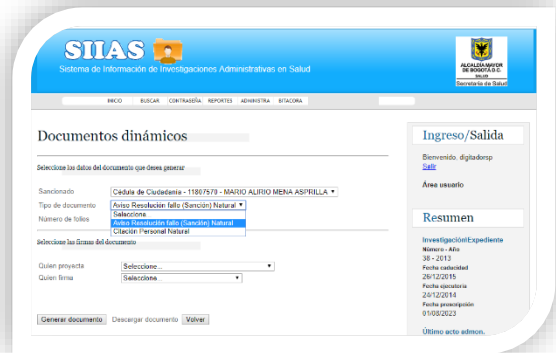 SIIAS
Sistema de Información de Investigaciones Administrativas en Salud
ALCALDÍA MAYOR
DE BOGOTÁ D.C.
SALUD
Secretaría de Salud
INICIO BUSCAR CONTRASEÑA REPORTES ADMINISTRA BITACORA
Documentos dinámicos
Seleccione los datos del documento que desea generar
Sancionado Cédula de Ciudadanía - 11807579 - MARIO ALIRIO MENA ASPRILLA
Tipo de documento Aviso Resolución fallo (Sanción) Natural
Seleccione
Aviso Resolución fallo (Sanción) Natural
Citación Personal Natural
Número de folios
Seleccione las firmas del documento
Quien proyecta Seleccione...
Quien firma Seleccione...
Generar documento Descargar documento Volver
Ingreso/Salida
Bienvenido. digitadorsp
Salir
Área usuario
Resumen
Investigación|Expediente
Número - Año
38 - 2013
Fecha caducidad
26/12/2015
Fecha ejecutoria
24/12/2014
Fecha prescripción
01/08/2023
Último acto admon.